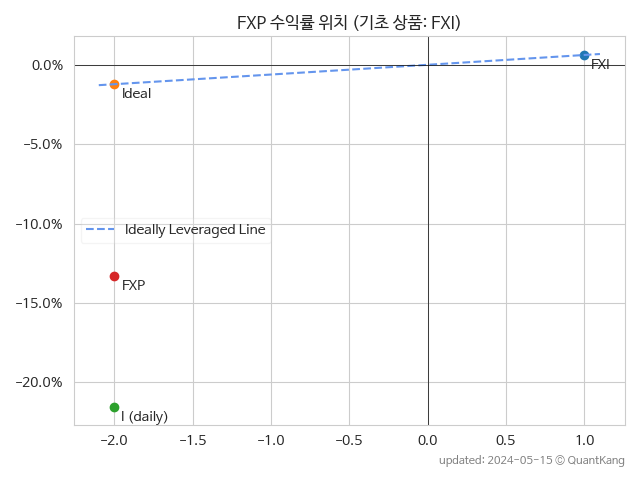 FXP 수익률 위치 (기초 상품: FXI)
0.0%
-5.0%
-10.0%
-15.0%
-20.0%
FXI
Ideal
Ideally Leveraged Line
FXP
I (daily)
-2.0 -1.5 -1.0 -0.5 0.0 0.5 1.0
updated: 2024-05-15 © QuantKang